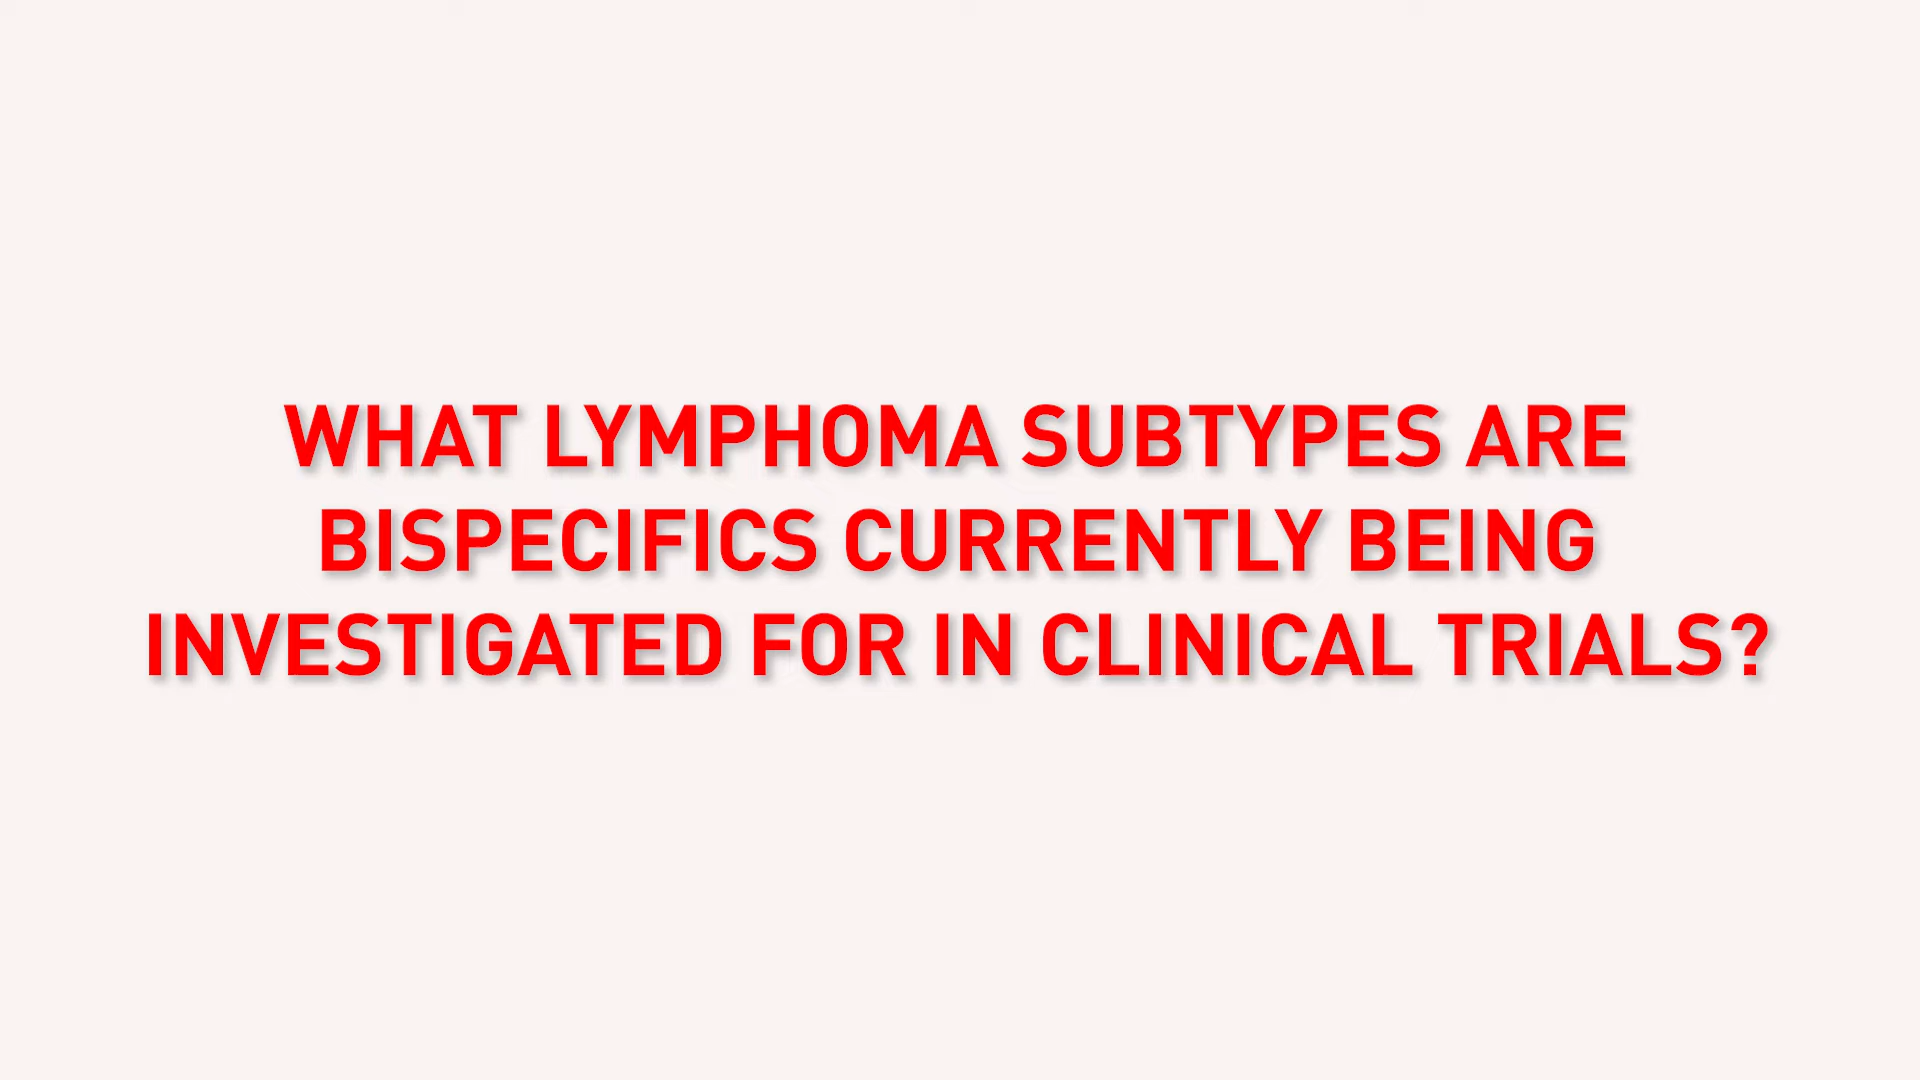 WHAT LYMPHOMA SUBTYPES ARE
BISPECIFICS CURRENTLY BEING
INVESTIGATED FOR IN CLINICAL TRIALS?